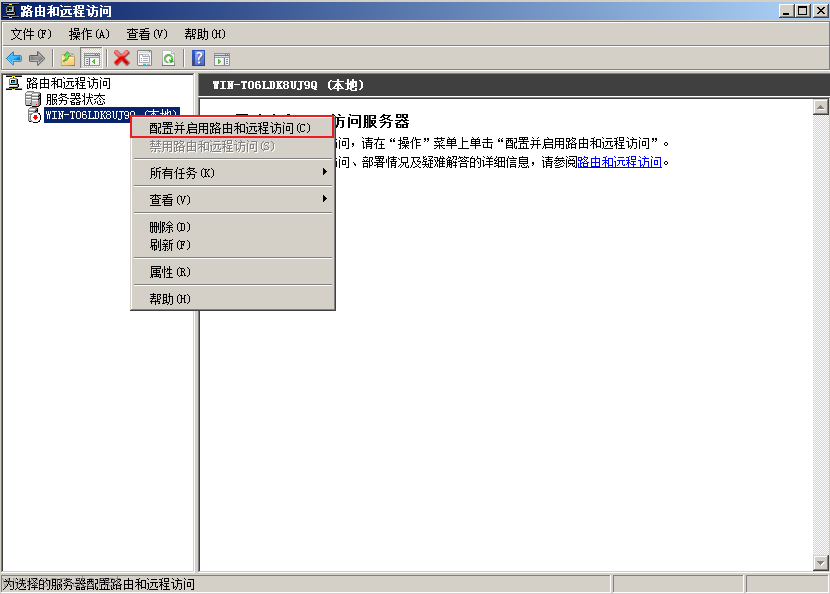 路由和远程访问
文件(F) 操作(A) 查看(V) 帮助(H)
路由和远程访问
服务器状态
WIN-TO6LDK8UJ9Q (本地)
WIN-TO6LDK8UJ9Q (本地)
访问服务器
问，请在“操作”菜单上单击“配置并启用路由和远程访问”。
问、部署情况及疑难解答的详细信息，请参阅路由和远程访问。
配置并启用路由和远程访问(C)
禁用路由和远程访问(S)
所有任务(K)
查看(V)
删除(D)
刷新(F)
属性(R)
帮助(H)
为选择的服务器配置路由和远程访问